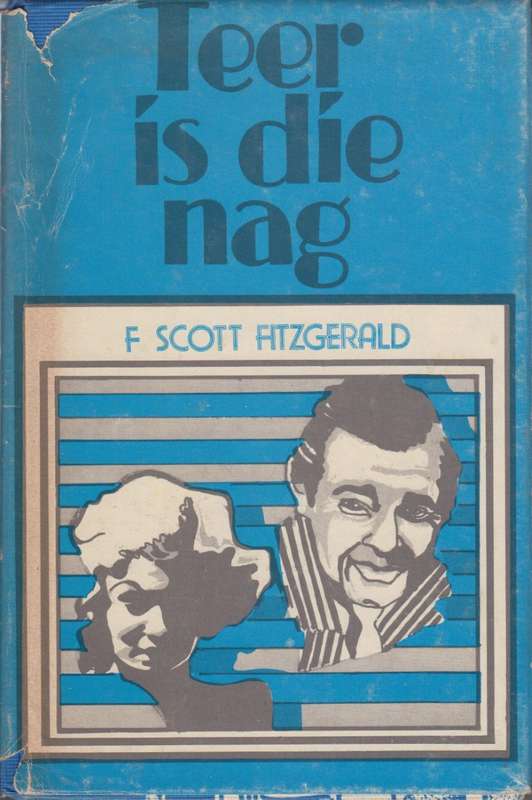 Teer
is die
nag
F SCOTT FITZGERALD